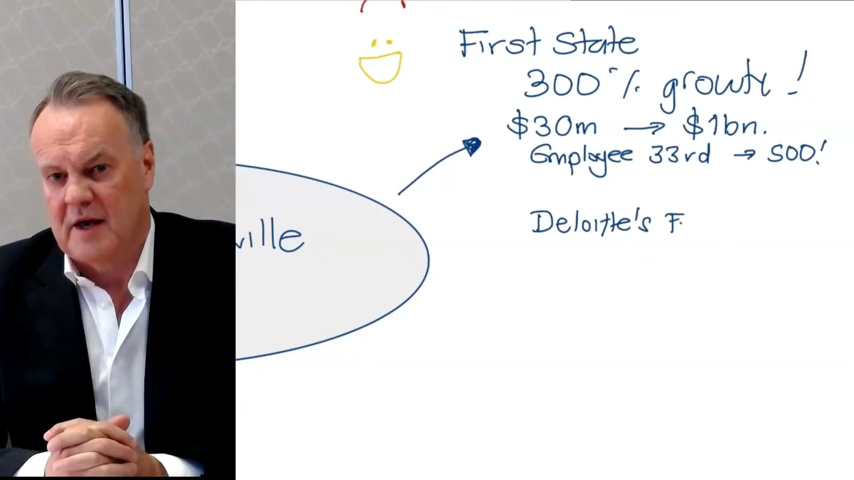 First State
300% growth!
$30m → $1bn.
Employee 33rd → 500!
ville
Deloitte's F